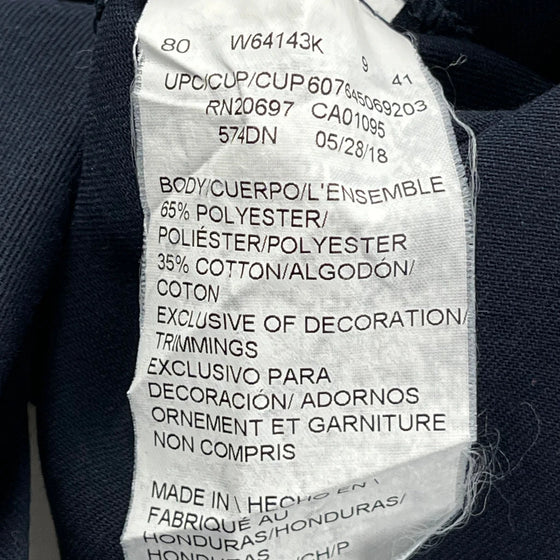 80 W64143K 9 41
UPC/CUP/CUP 607645069203
RN20697 CA01095
574DN 05/28/18
BODY/CUERPO/L'ENSEMBLE
65% POLYESTER/
POLIÉSTER/POLYESTER
35% COTTON/ALGODÓN/
COTON
EXCLUSIVE OF DECORATION/
TRIMMINGS
EXCLUSIVO PARA
DECORACIÓN/ ADORNOS
ORNEMENT ET GARNITURE
NON COMPRIS
MADE IN \ HECHO EN \
FABRIQUÉ AU
HONDURAS/HONDURAS/
HONDURAS
/CH/P